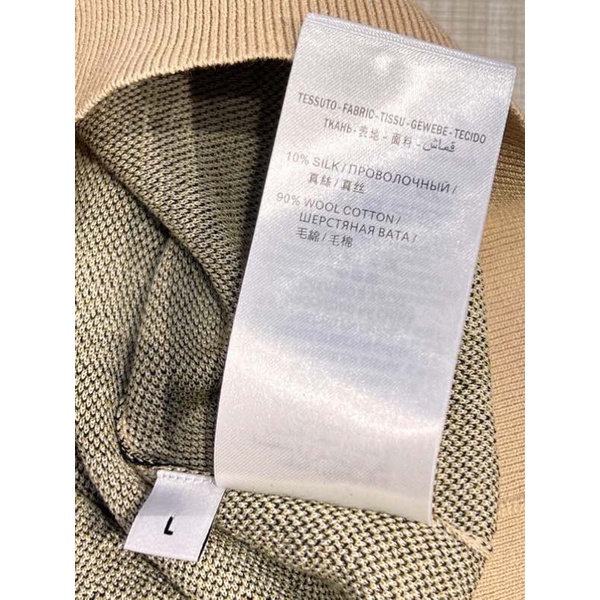 TESSUTO-FABRIC-TISSU-GEWEBE-TECIDO
ТКАНЬ-表地-面料-قماش
10% SILK/ПРОВОЛОЧНЫЙ/
真絲/真丝
90% WOOL COTTON/
ШЕРСТЯНАЯ ВАТА/
毛綿/毛棉
L